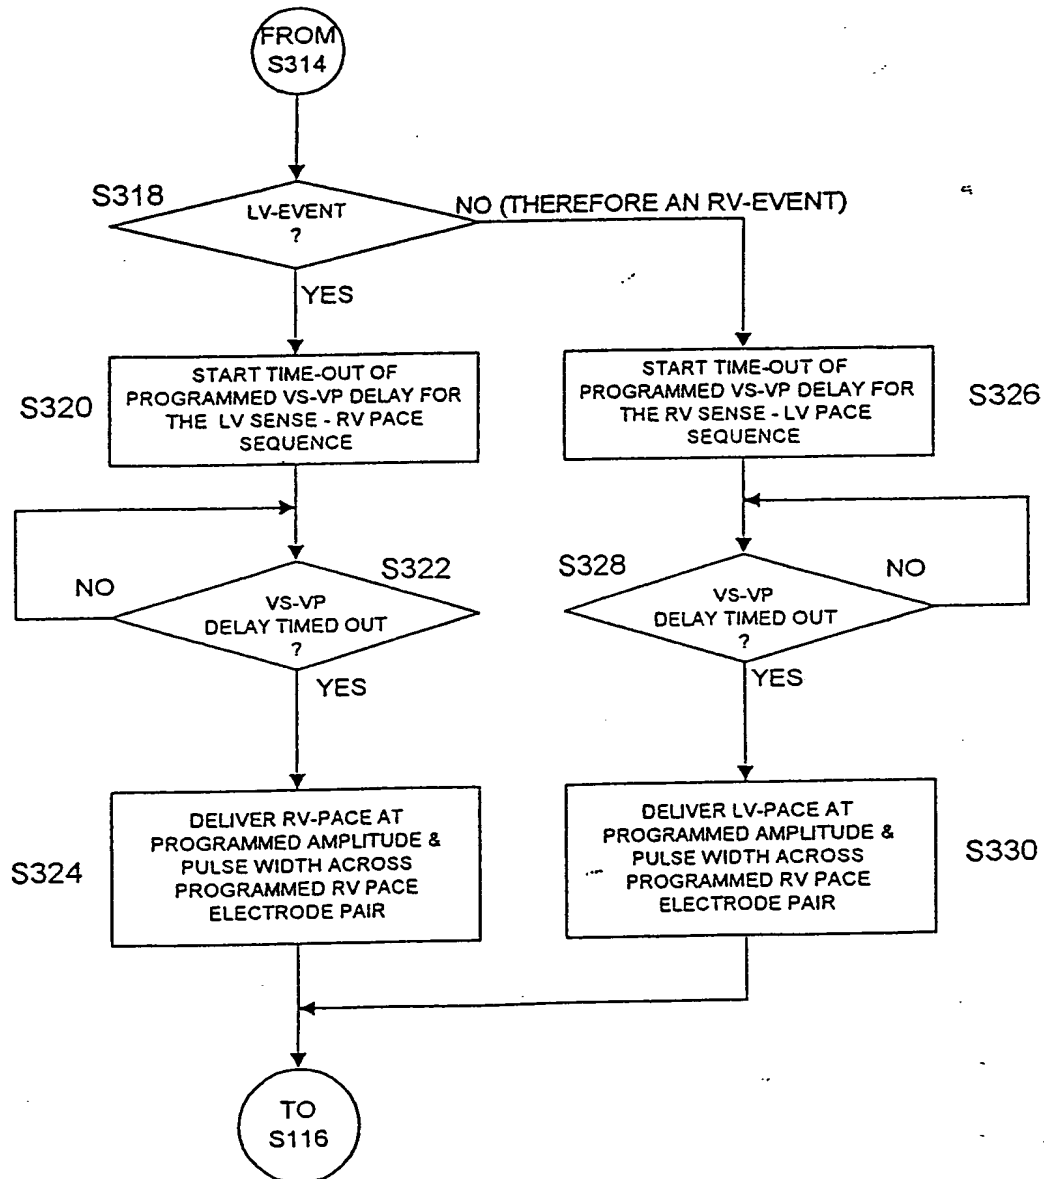 FROM
S314
S318
LV-EVENT
?
NO (THEREFORE AN RV-EVENT)
YES
S320
START TIME-OUT OF
PROGRAMMED VS-VP DELAY FOR
THE LV SENSE - RV PACE
SEQUENCE
START TIME-OUT OF
PROGRAMMED VS-VP DELAY FOR
THE RV SENSE - LV PACE
SEQUENCE
S326
NO
S322
VS-VP
DELAY TIMED OUT
?
YES
S328
NO
VS-VP
DELAY TIMED OUT
?
YES
S324
DELIVER RV-PACE AT
PROGRAMMED AMPLITUDE &
PULSE WIDTH ACROSS
PROGRAMMED RV PACE
ELECTRODE PAIR
DELIVER LV-PACE AT
PROGRAMMED AMPLITUDE &
PULSE WIDTH ACROSS
PROGRAMMED RV PACE
ELECTRODE PAIR
S330
TO
S116